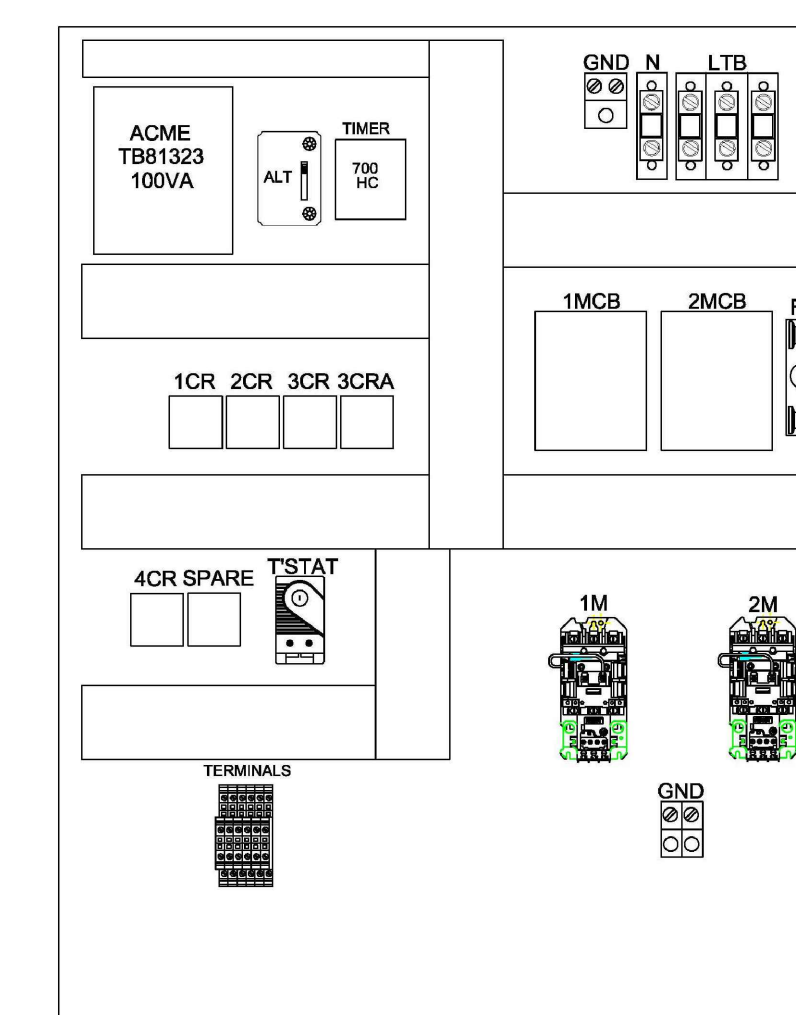 GND N LTB
ACME
TB81323
100VA
ALT
TIMER
700
HC
1MCB 2MCB
1CR 2CR 3CR 3CRA
4CR SPARE T'STAT
1M 2M
TERMINALS
GND